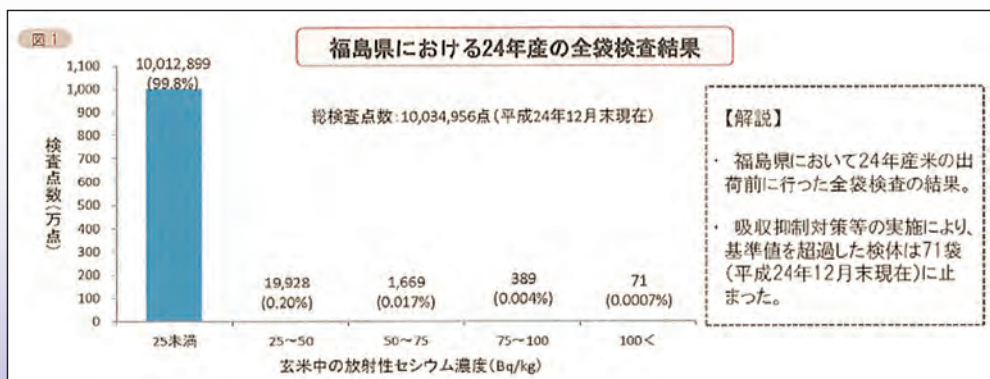 図1
福島県における24年産の全袋検査結果
1,100
1,000
900
800
700
600
500
400
300
200
100
0
検査点数(万点)
10,012,899
(99.8%)
総検査点数:10,034,956点(平成24年12月末現在)
19,928
(0.20%)
1,669
(0.017%)
389
(0.004%)
71
(0.0007%)
25未満
25～50
50～75
75～100
100<
玄米中の放射性セシウム濃度(Bq/kg)
【解説】
・ 福島県において24年産米の出
荷前に行った全袋検査の結果。
・ 吸収抑制対策等の実施により、
基準値を超過した検体は71袋
(平成24年12月末現在)に止
まった。